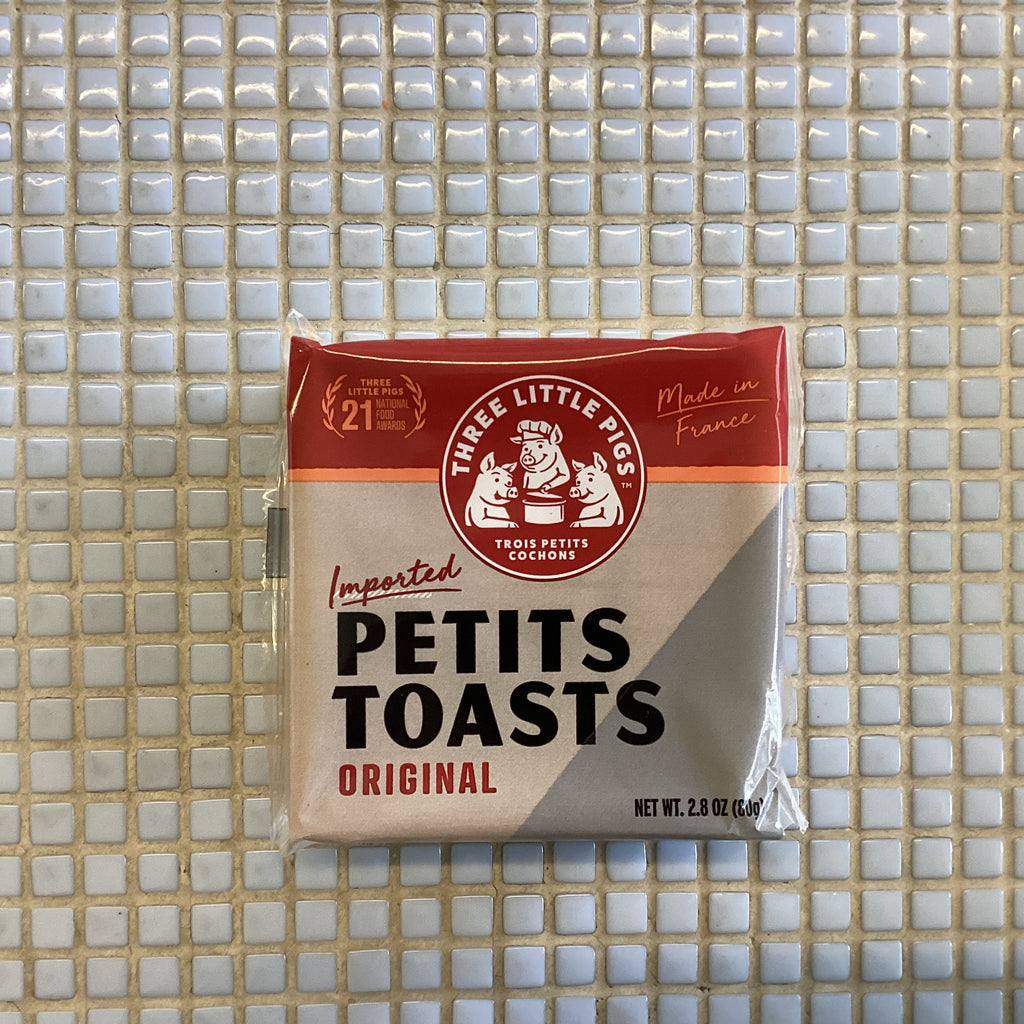 THREE
LITTLE PIGS
21 NATIONAL
FOOD
AWARDS
THREE LITTLE PIGS
TM
TROIS PETITS
COCHONS
Made in
France
Imported
PETITS
TOASTS
ORIGINAL
NET WT. 2.8 OZ (80g)